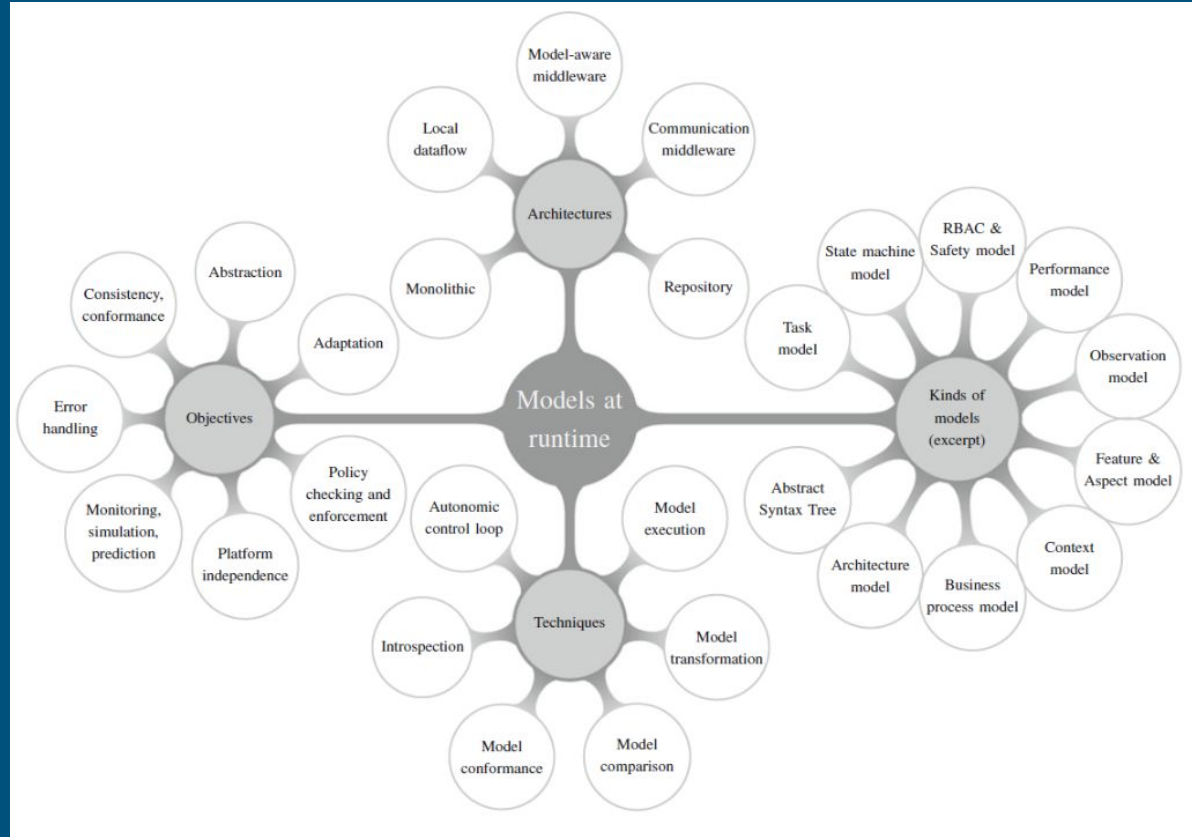 Models at
runtime
Architectures
Monolithic
Local
dataflow
Model-aware
middleware
Communication
middleware
Repository
Objectives
Adaptation
Abstraction
Consistency,
conformance
Error
handling
Monitoring,
simulation,
prediction
Platform
independence
Policy
checking and
enforcement
Techniques
Autonomic
control loop
Introspection
Model
conformance
Model
comparison
Model
transformation
Model
execution
Kinds of
models
(excerpt)
Task
model
State machine
model
RBAC &
Safety model
Performance
model
Observation
model
Feature &
Aspect model
Context
model
Business
process model
Architecture
model
Abstract
Syntax Tree